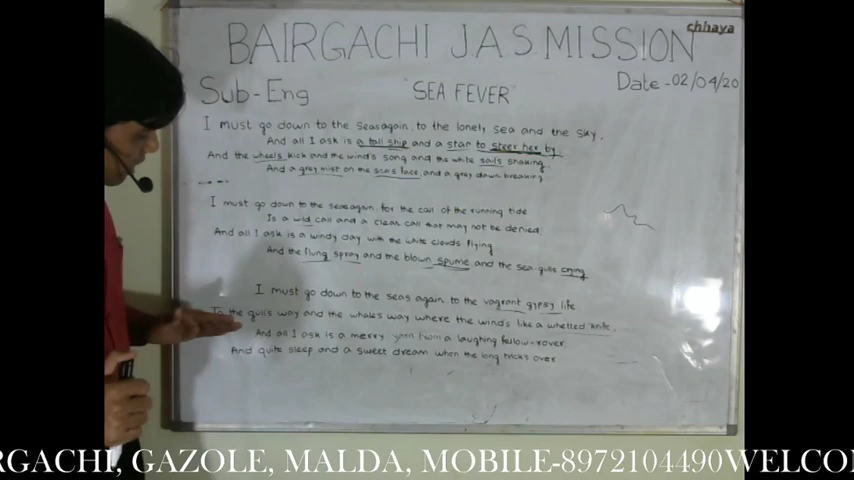 chhaya
BAIRGACHI J.A.S. MISSION
Sub-Eng "SEA FEVER" Date - 02/04/20
I must go down to the seas again, to the lonely sea and the sky,
And all I ask is a tall ship and a star to steer her by,
And the wheels kick and the wind's song and the white sails shaking,
And a grey mist on the sea's face, and a grey dawn breaking
I must go down to the seas again, for the call of the running tide
Is a wild call and a clear call that may not be denied;
And all I ask is a windy day with the white clouds flying
And the flung spray and the blown spume and the sea-gulls crying
I must go down to the seas again to the vagrant gypsy life
To the gulls way and the whales way where the winds like a whetted knife.
And all I ask is a merry yarn from a laughing fellow-rover,
And quite sleep and a sweet dream when the long tricks over
RGACHI, GAZOLE, MALDA, MOBILE-8972104490WELCO